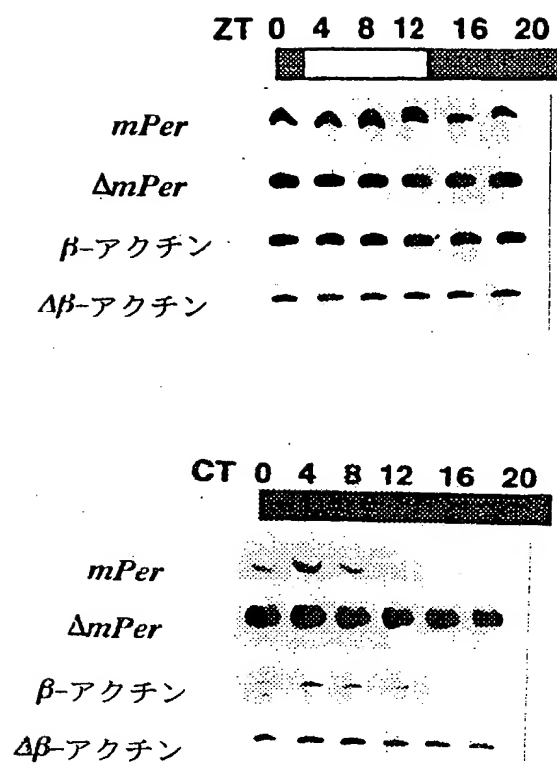 ZT 0 4 8 12 16 20
mPer
ΔmPer
β-アクチン
Δβ-アクチン
CT 0 4 8 12 16 20
mPer
ΔmPer
β-アクチン
Δβ-アクチン